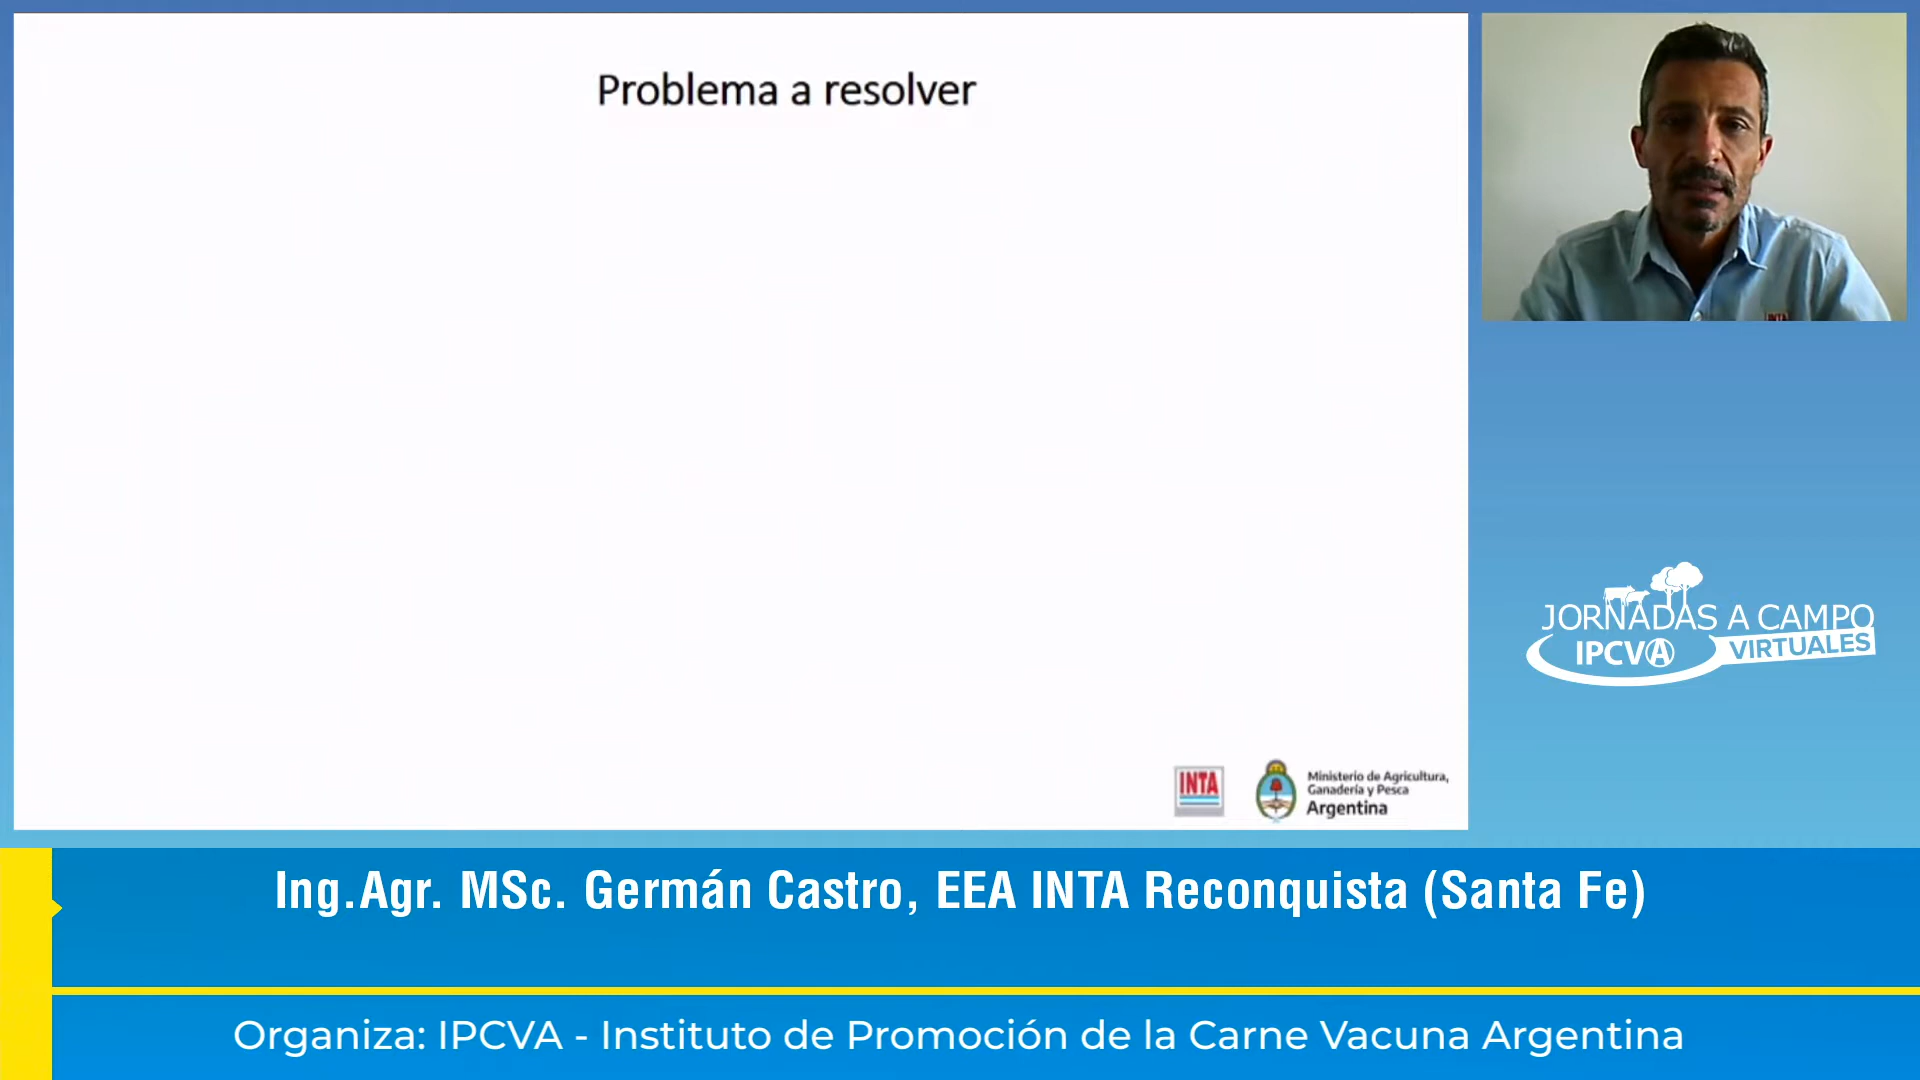 Problema a resolver
INTA
JORNADAS A CAMPO
IPCVA
VIRTUALES
INTA
Ministerio de Agricultura,
Ganadería y Pesca
Argentina
Ing.Agr. MSc. Germán Castro, EEA INTA Reconquista (Santa Fe)
Organiza: IPCVA - Instituto de Promoción de la Carne Vacuna Argentina